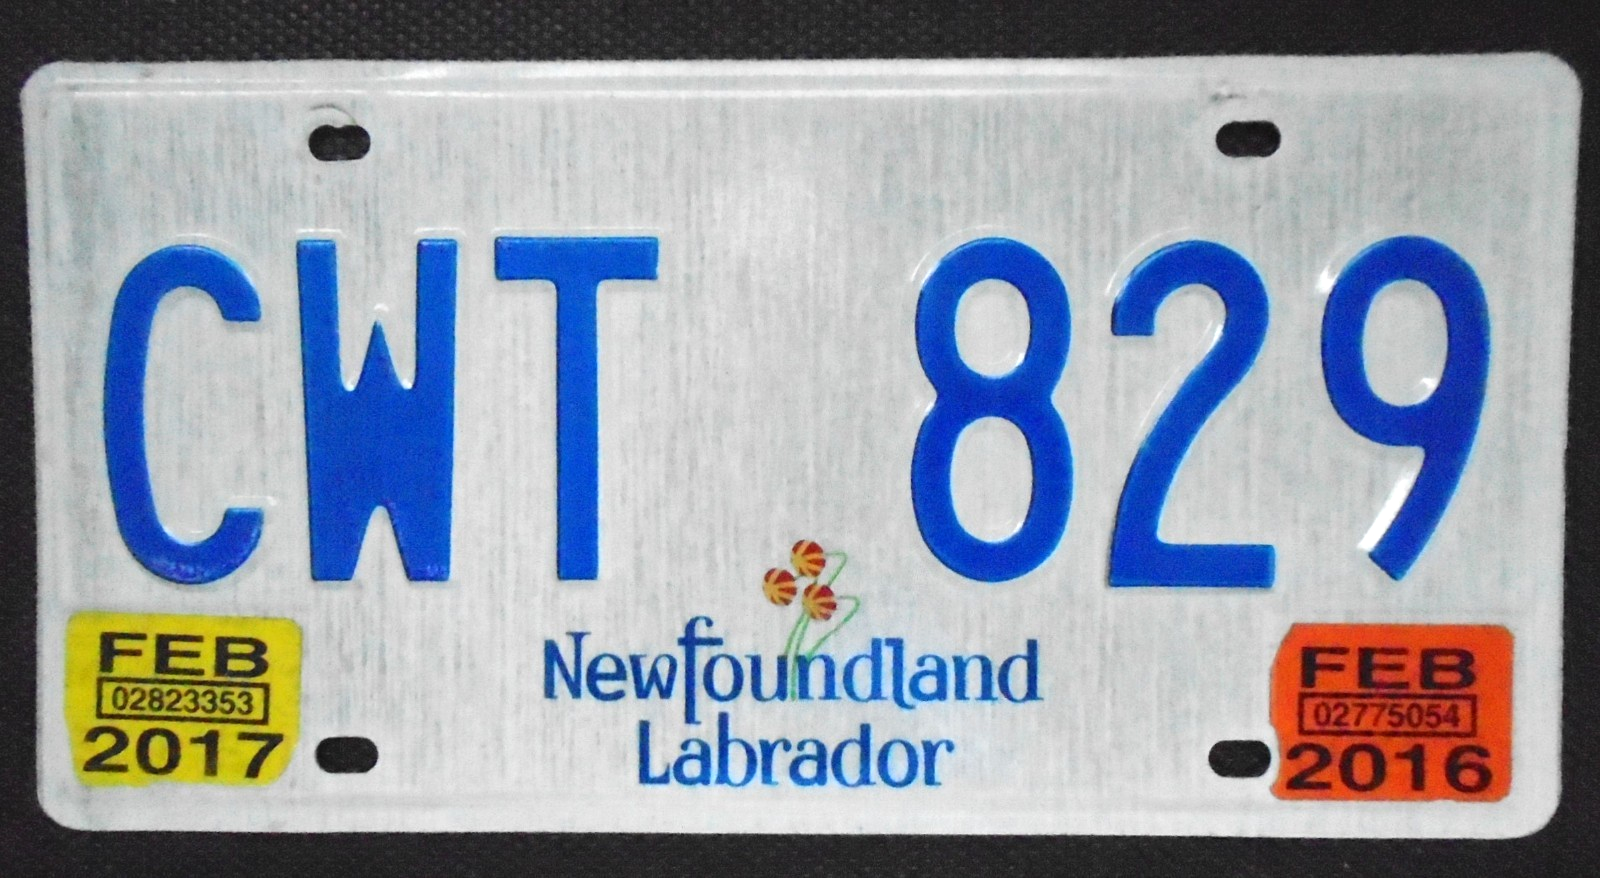 CWT 829
FEB
02823353
2017
Newfoundland
Labrador
FEB
02775054
2016